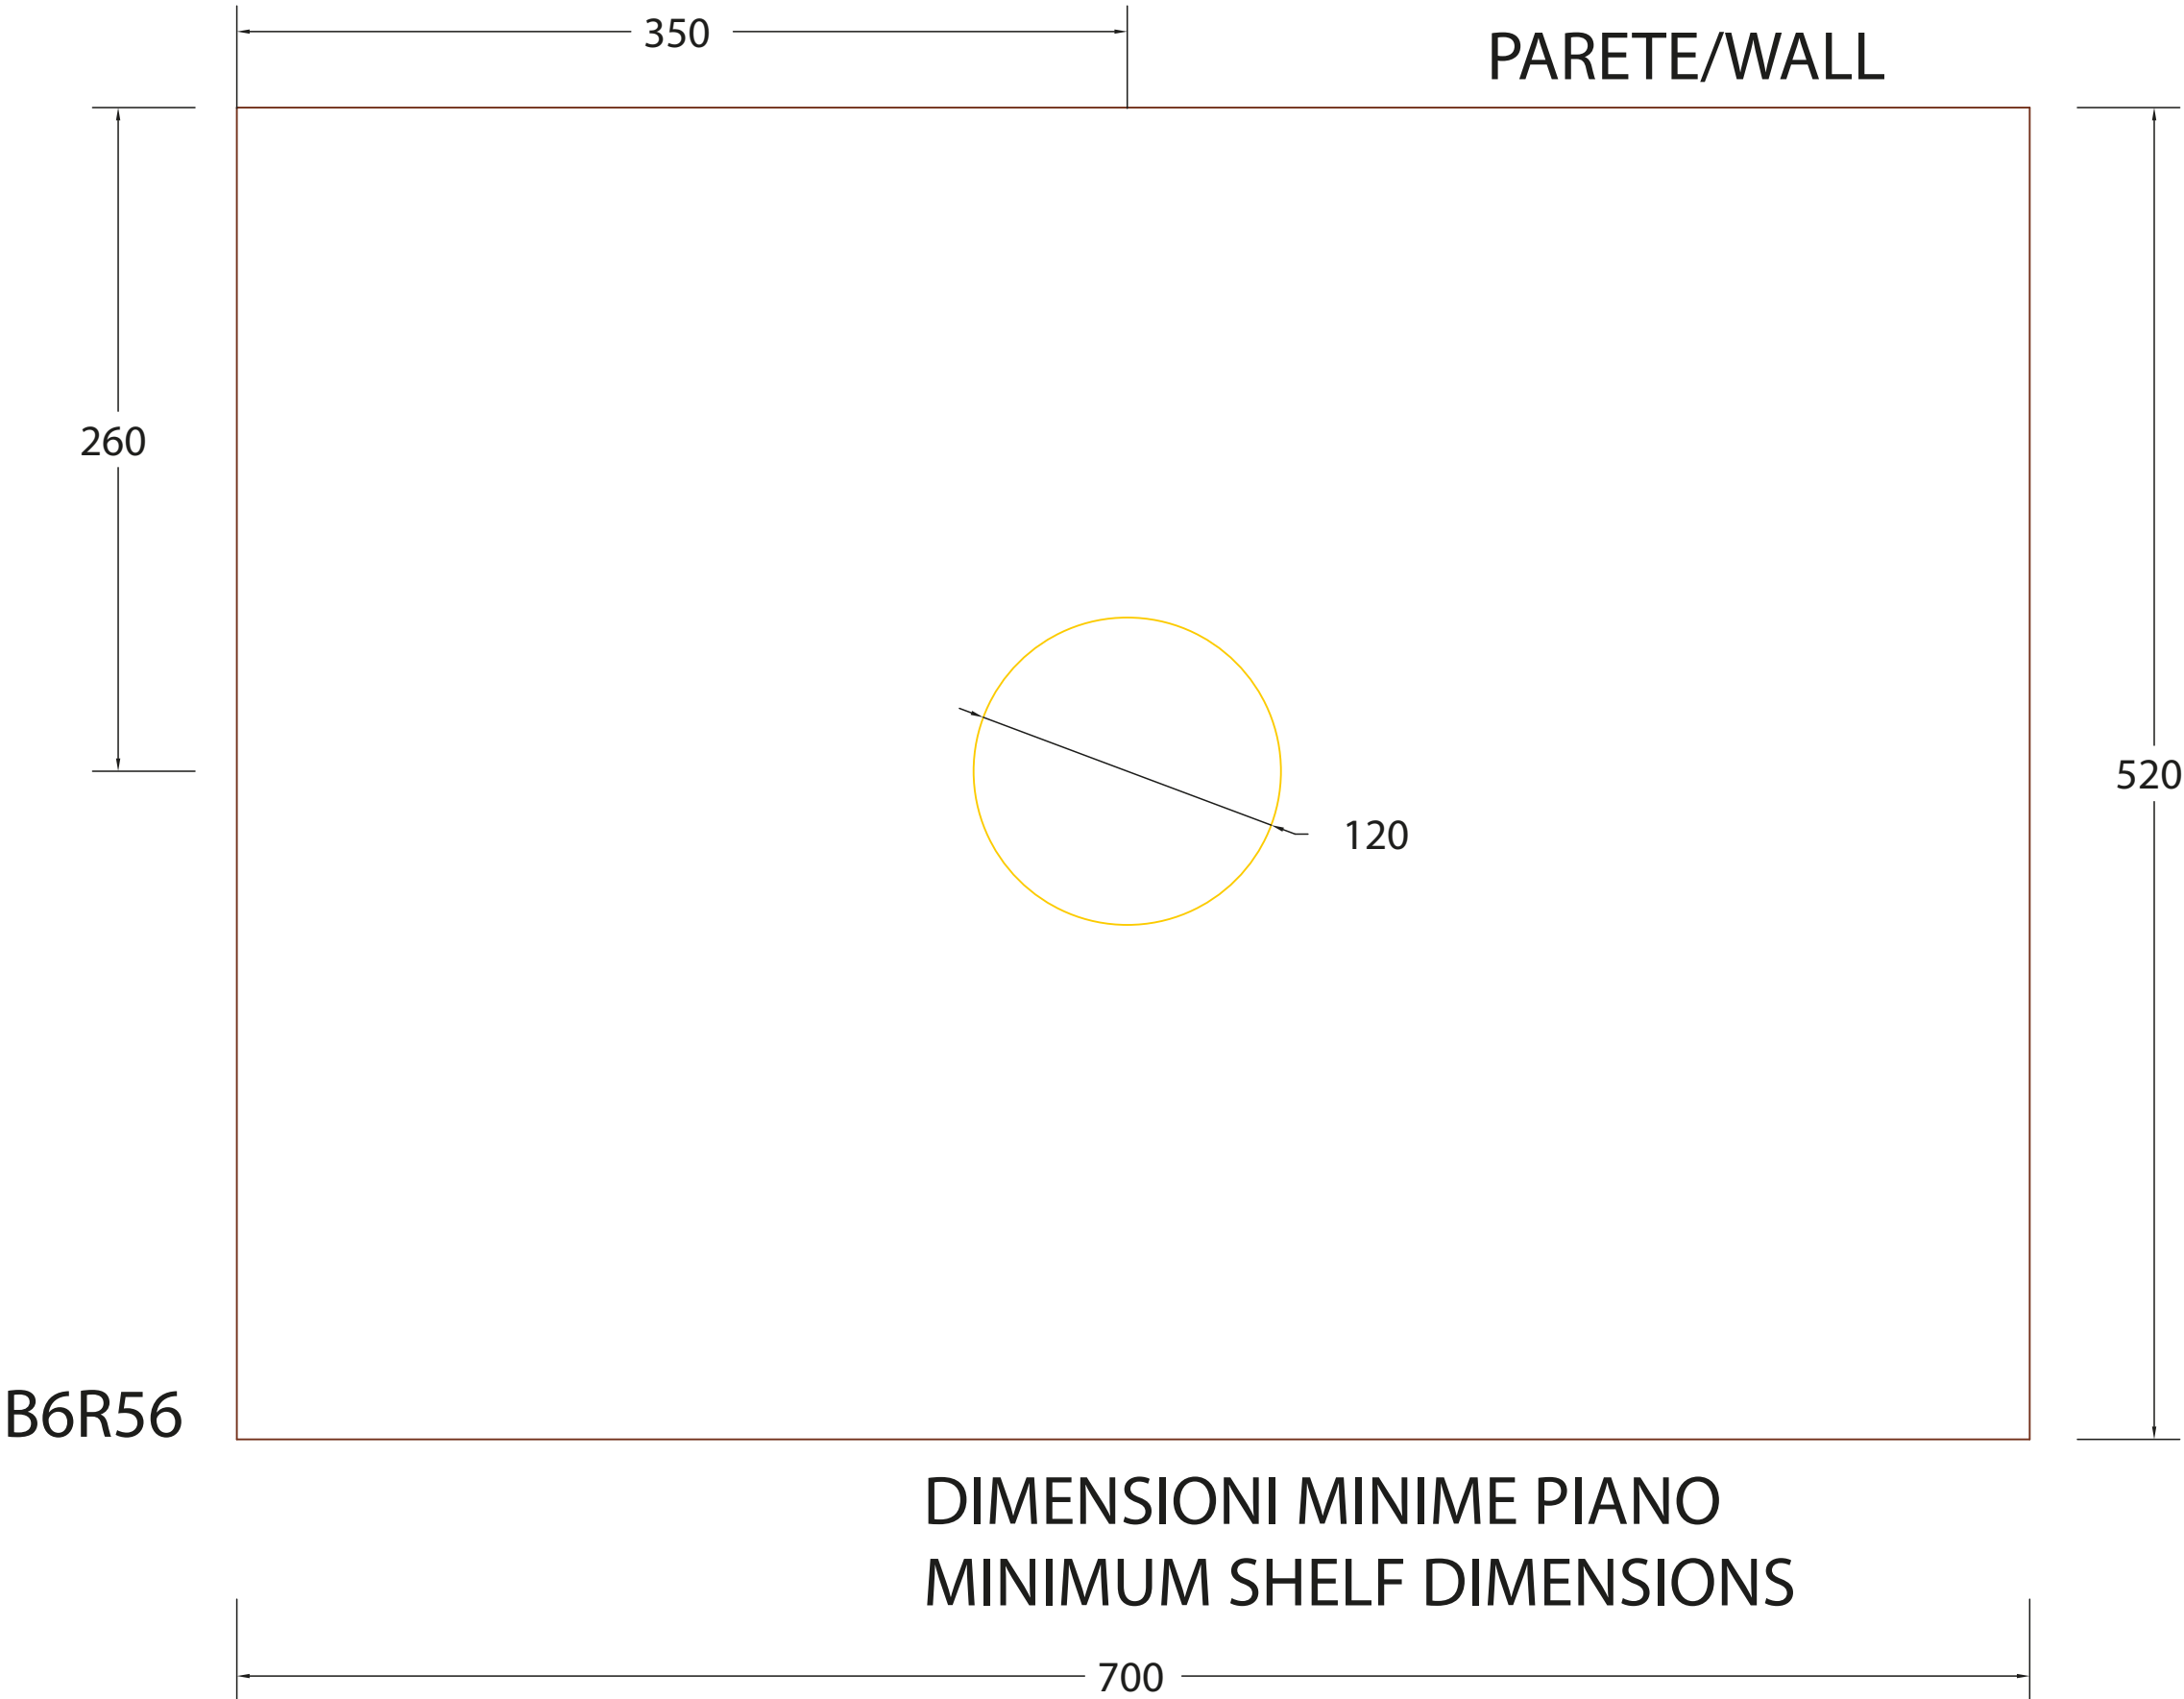 350
PARETE/WALL
260
520
120
B6R56
DIMENSIONI MINIME PIANO
MINIMUM SHELF DIMENSIONS
700